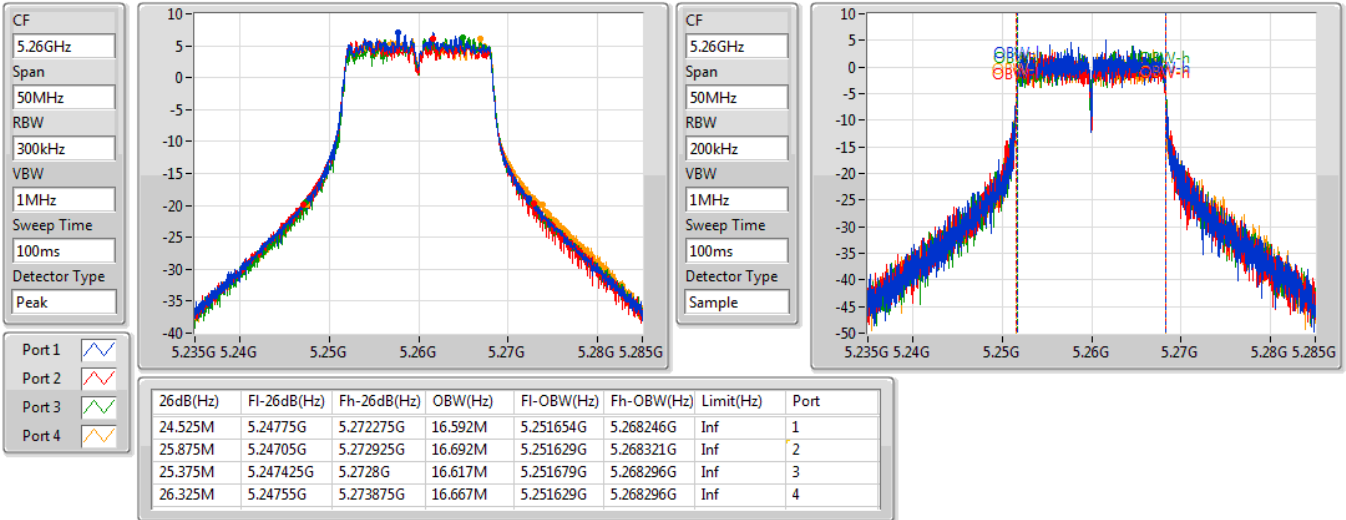 CF
5.26GHz
Span
50MHz
RBW
300kHz
VBW
1MHz
Sweep Time
100ms
Detector Type
Peak
10
5
0
-5
-10
-15
-20
-25
-30
-35
-40
5.235G 5.24G 5.25G 5.26G 5.27G 5.28G 5.285G
CF
5.26GHz
Span
50MHz
RBW
200kHz
VBW
1MHz
Sweep Time
100ms
Detector Type
Sample
10
5
0
-5
-10
-15
-20
-25
-30
-35
-40
-45
-50
5.235G 5.24G 5.25G 5.26G 5.27G 5.28G 5.285G
Port 1
Port 2
Port 3
Port 4
26dB(Hz) Fl-26dB(Hz) Fh-26dB(Hz) OBW(Hz) Fl-OBW(Hz) Fh-OBW(Hz) Limit(Hz) Port
24.525M 5.24775G 5.272275G 16.592M 5.251654G 5.268246G Inf 1
25.875M 5.24705G 5.272925G 16.692M 5.251629G 5.268321G Inf 2
25.375M 5.247425G 5.2728G 16.617M 5.251679G 5.268296G Inf 3
26.325M 5.24755G 5.273875G 16.667M 5.251629G 5.268296G Inf 4